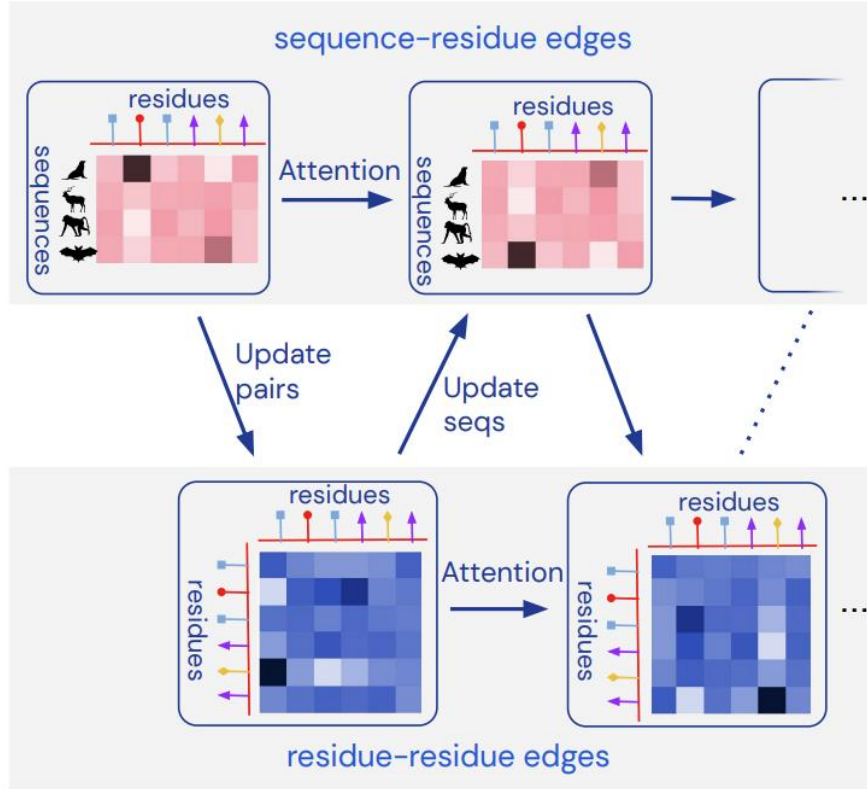 sequence-residue edges
residues
sequences
Attention
residues
sequences
...
Update
pairs
Update
seqs
residues
residues
Attention
residues
residues
...
residue-residue edges